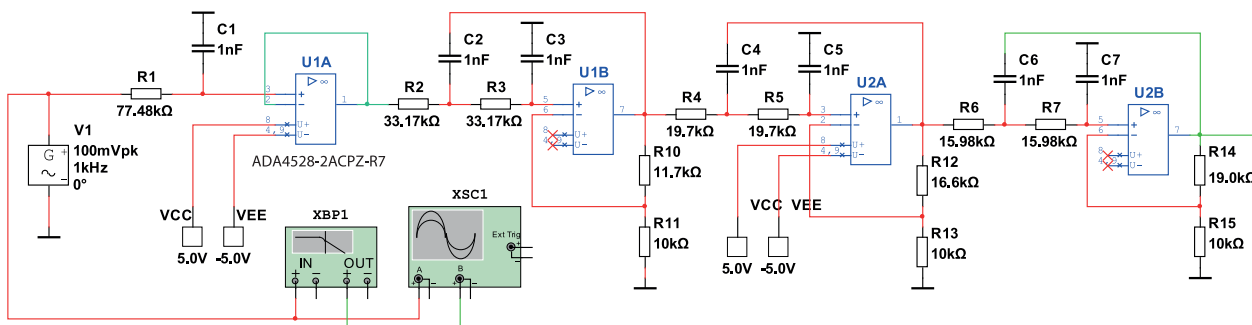 C1
1nF
R1
77.48kΩ
V1
100mVpk
1kHz
0°
G
U1A
∞
3
2
1
8
4,9
U+
U−
ADA4528-2ACPZ-R7
VCC VEE
5.0V -5.0V
XBP1
IN OUT
XSC1
Ext Trig
A B
C2
1nF
C3
1nF
R2
33.17kΩ
R3
33.17kΩ
U1B
∞
5
6
7
8
4,9
U+
U−
R10
11.7kΩ
R11
10kΩ
C4
1nF
C5
1nF
R4
19.7kΩ
R5
19.7kΩ
U2A
∞
3
2
1
8
4,9
U+
U−
VCC VEE
5.0V -5.0V
R12
16.6kΩ
R13
10kΩ
C6
1nF
C7
1nF
R6
15.98kΩ
R7
15.98kΩ
U2B
∞
5
6
7
8
4,9
U+
U−
R14
19.0kΩ
R15
10kΩ